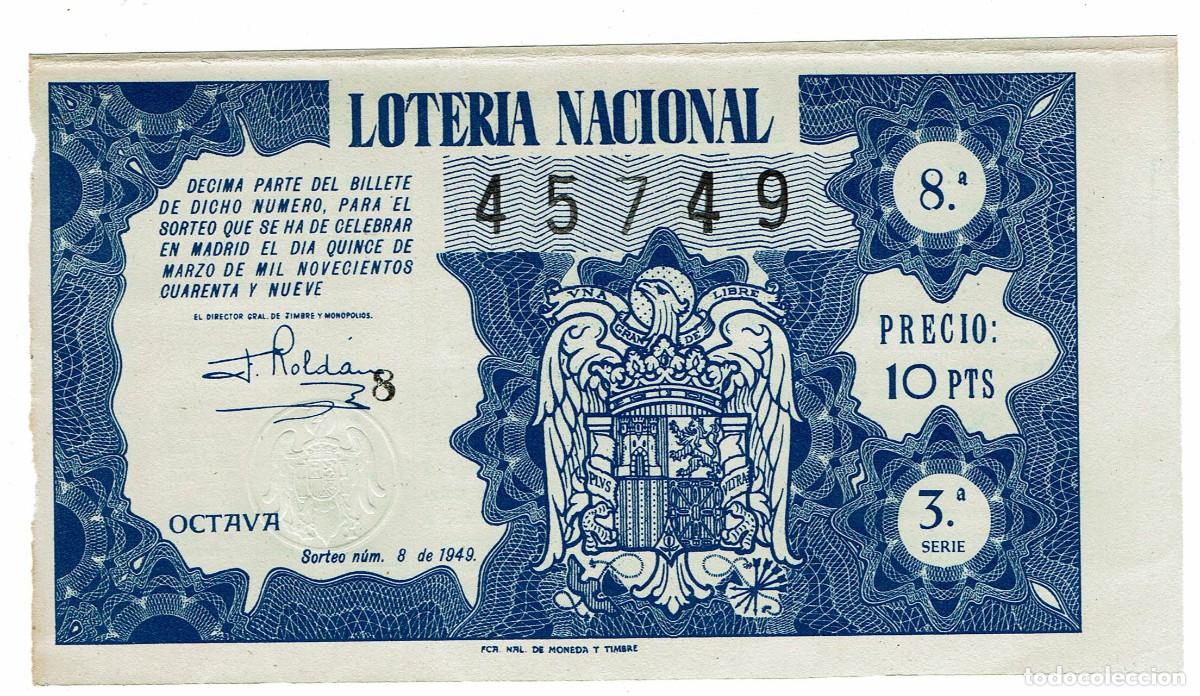 LOTERIA NACIONAL
45749
DECIMA PARTE DEL BILLETE
DE DICHO NUMERO, PARA EL
SORTEO QUE SE HA DE CELEBRAR
EN MADRID EL DIA QUINCE DE
MARZO DE MIL NOVECIENTOS
CUARENTA Y NUEVE
EL DIRECTOR GRAL. DE TIMBRE Y MONOPOLIOS.
J. Roldán
8
OCTAVA
Sorteo núm. 8 de 1949.
VNA GRANDE LIBRE
PLVS VLTRA
8.ª
PRECIO:
10 PTS
3.ª
SERIE
FCA. NAL. DE MONEDA Y TIMBRE
todocoleccion